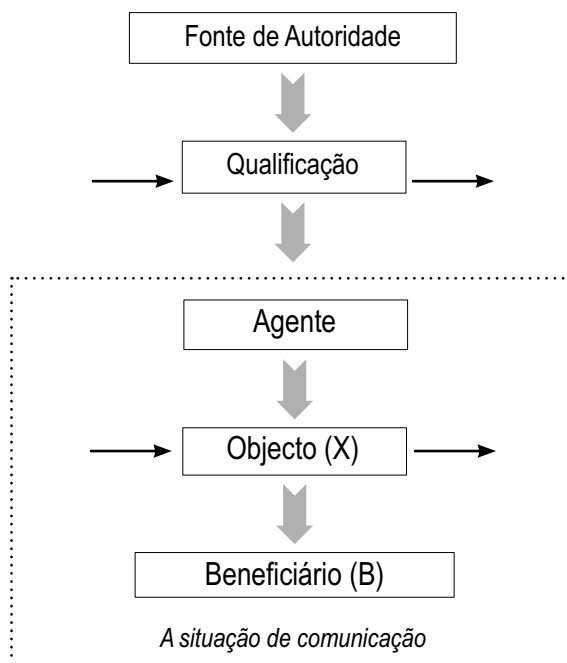 Fonte de Autoridade
Qualificação
Agente
Objecto (X)
Beneficiário (B)
A situação de comunicação